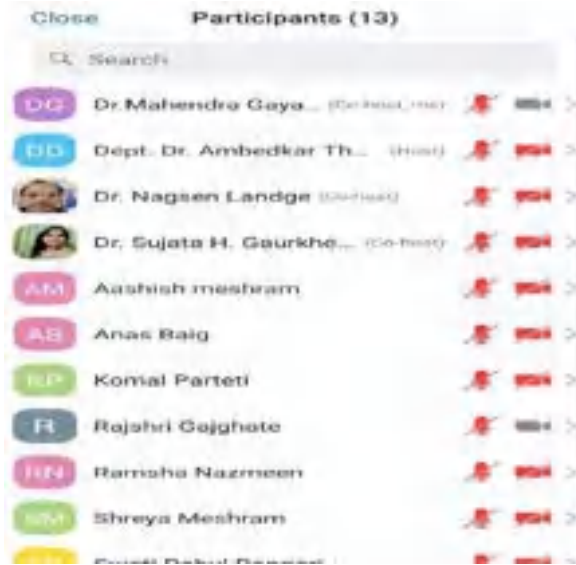 Close Participants (13)
Search
DG Dr.Mahendra Gaya... (Co-host, me)
DD Dept. Dr. Ambedkar Th... (Host)
Dr. Nagsen Landge (Co-host)
Dr. Sujata H. Gaurkhe... (Co-host)
AM Aashish meshram
AB Anas Baig
KP Komal Parteti
R Rajshri Gajghate
RN Ramsha Nazmeen
SM Shreya Meshram